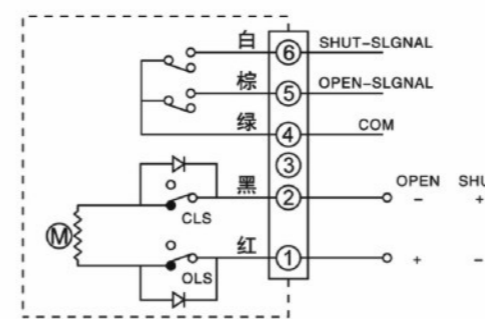 白 ⑥ SHUT-SLGNAL
棕 ⑤ OPEN-SLGNAL
绿 ④ COM
③
黑 ② OPEN SHU
CLS - +
M
红 ① + -
OLS